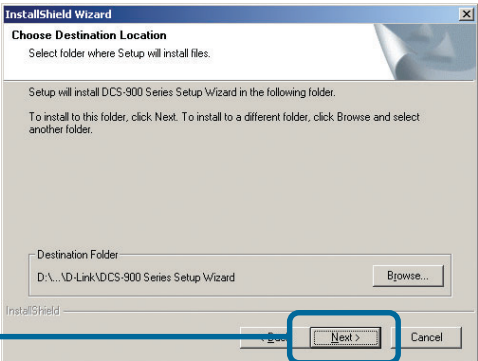 InstallShield Wizard
Choose Destination Location
Select folder where Setup will install files.
Setup will install DCS-900 Series Setup Wizard in the following folder.
To install to this folder, click Next. To install to a different folder, click Browse and select
another folder.
Destination Folder
D:\...\D-Link\DCS-900 Series Setup Wizard
Browse...
InstallShield
Next > Cancel